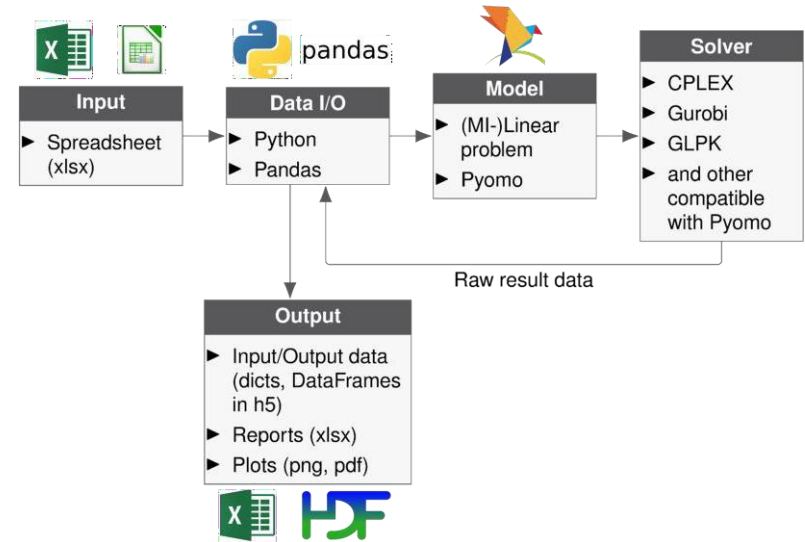 X
pandas
Input
Spreadsheet
(xlsx)
Data I/O
Python
Pandas
Model
(MI-)Linear
problem
Pyomo
Solver
CPLEX
Gurobi
GLPK
and other
compatible
with Pyomo
Raw result data
Output
Input/Output data
(dicts, DataFrames
in h5)
Reports (xlsx)
Plots (png, pdf)
X
HDF